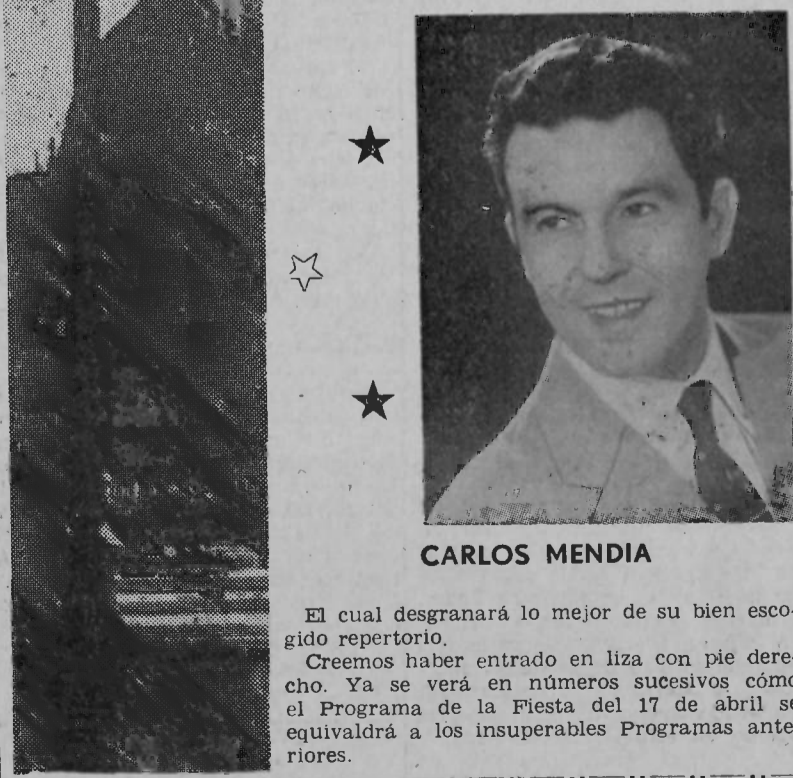 CARLOS MENDIA
El cual desgranará lo mejor de su bien esco-
gido repertorio.
Creemos haber entrado en liza con pie dere-
cho. Ya se verá en números sucesivos cómo
el Programa de la Fiesta del 17 de abril se
equivaldrá a los insuperables Programas ante-
riores.